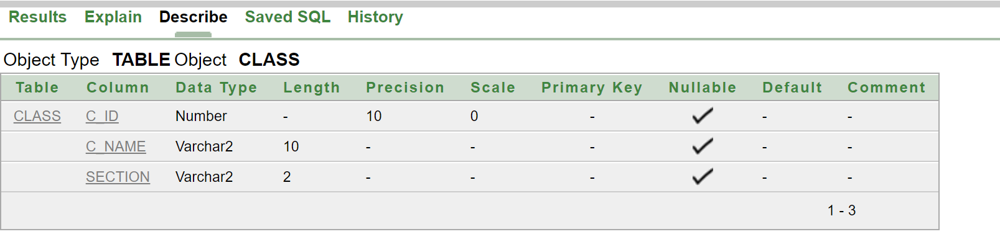 Results Explain Describe Saved SQL History
Object Type TABLE Object CLASS
Table Column Data Type Length Precision Scale Primary Key Nullable Default Comment
CLASS C_ID Number - 10 0 - - -
C_NAME Varchar2 10 - - - - -
SECTION Varchar2 2 - - - - -
1 - 3